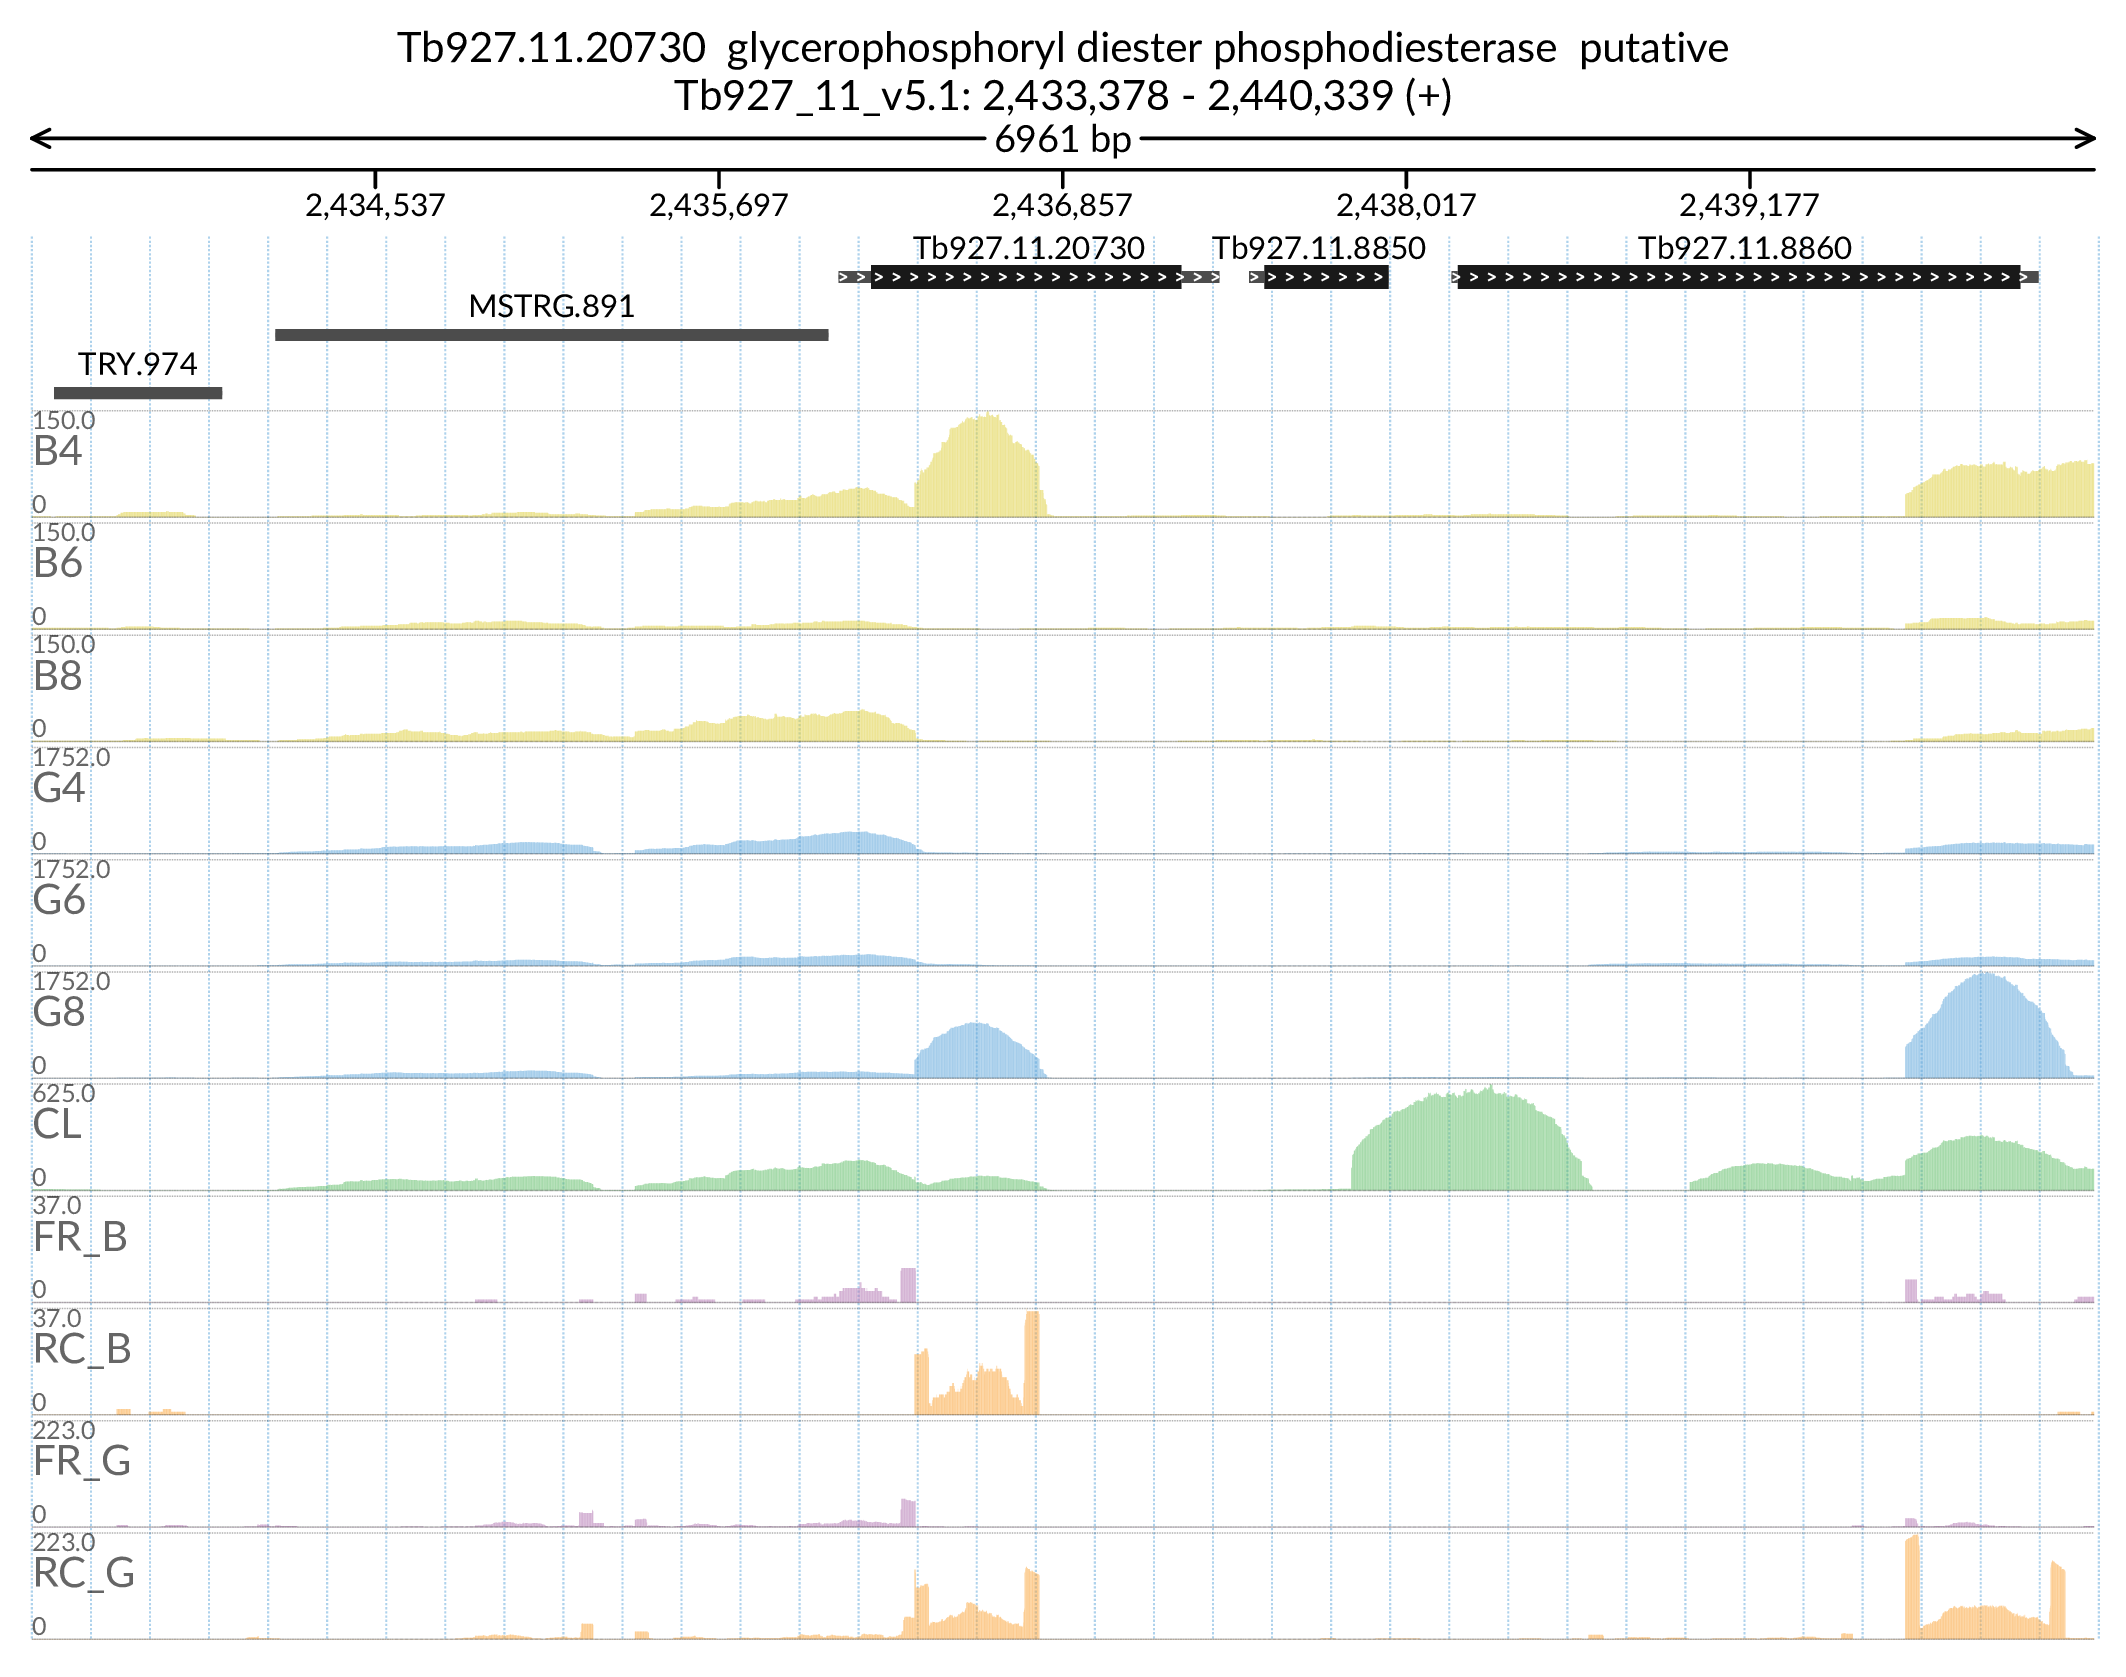 Tb927.11.20730  glycerophosphoryl diester phosphodiesterase  putative
Tb927_11_v5.1: 2,433,378 - 2,440,339 (+)
6961 bp
2,434,537 2,435,697 2,436,857 2,438,017 2,439,177
Tb927.11.20730 Tb927.11.8850 Tb927.11.8860
MSTRG.891
TRY.974
150.0
B4
0
150.0
B6
0
150.0
B8
0
1752.0
G4
0
1752.0
G6
0
1752.0
G8
0
625.0
CL
0
37.0
FR_B
0
37.0
RC_B
0
223.0
FR_G
0
223.0
RC_G
0